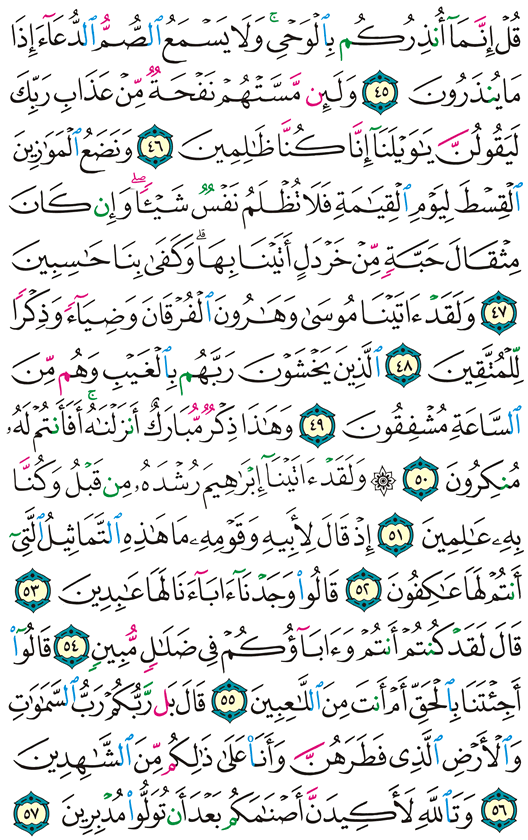 قُلْ إِنَّمَآ أُنذِرُكُم بِٱلْوَحْىِ ۚ وَلَا يَسْمَعُ ٱلصُّمُّ ٱلدُّعَآءَ إِذَا
مَا يُنذَرُونَ ٤٥ وَلَئِن مَّسَّتْهُمْ نَفْحَةٌ مِّنْ عَذَابِ رَبِّكَ
لَيَقُولُنَّ يَٰوَيْلَنَآ إِنَّا كُنَّا ظَٰلِمِينَ ٤٦ وَنَضَعُ ٱلْمَوَٰزِينَ
ٱلْقِسْطَ لِيَوْمِ ٱلْقِيَٰمَةِ فَلَا تُظْلَمُ نَفْسٌ شَيْـًٔا ۖ وَإِن كَانَ
مِثْقَالَ حَبَّةٍ مِّنْ خَرْدَلٍ أَتَيْنَا بِهَا ۗ وَكَفَىٰ بِنَا حَٰسِبِينَ
٤٧ وَلَقَدْ ءَاتَيْنَا مُوسَىٰ وَهَٰرُونَ ٱلْفُرْقَانَ وَضِيَآءً وَذِكْرًا
لِّلْمُتَّقِينَ ٤٨ ٱلَّذِينَ يَخْشَوْنَ رَبَّهُم بِٱلْغَيْبِ وَهُم مِّنَ
ٱلسَّاعَةِ مُشْفِقُونَ ٤٩ وَهَٰذَا ذِكْرٌ مُّبَارَكٌ أَنزَلْنَٰهُ ۚ أَفَأَنتُمْ لَهُۥ
مُنكِرُونَ ٥٠ ۞ وَلَقَدْ ءَاتَيْنَآ إِبْرَٰهِيمَ رُشْدَهُۥ مِن قَبْلُ وَكُنَّا
بِهِۦ عَٰلِمِينَ ٥١ إِذْ قَالَ لِأَبِيهِ وَقَوْمِهِۦ مَا هَٰذِهِ ٱلتَّمَاثِيلُ ٱلَّتِىٓ
أَنتُمْ لَهَا عَٰكِفُونَ ٥٢ قَالُوا۟ وَجَدْنَآ ءَابَآءَنَا لَهَا عَٰبِدِينَ ٥٣
قَالَ لَقَدْ كُنتُمْ أَنتُمْ وَءَابَآؤُكُمْ فِى ضَلَٰلٍ مُّبِينٍ ٥٤ قَالُوٓا۟
أَجِئْتَنَا بِٱلْحَقِّ أَمْ أَنتَ مِنَ ٱللَّٰعِبِينَ ٥٥ قَالَ بَل رَّبُّكُمْ رَبُّ ٱلسَّمَٰوَٰتِ
وَٱلْأَرْضِ ٱلَّذِى فَطَرَهُنَّ وَأَنَا۠ عَلَىٰ ذَٰلِكُم مِّنَ ٱلشَّٰهِدِينَ
٥٦ وَتَٱللَّهِ لَأَكِيدَنَّ أَصْنَٰمَكُم بَعْدَ أَن تُوَلُّوا۟ مُدْبِرِينَ ٥٧